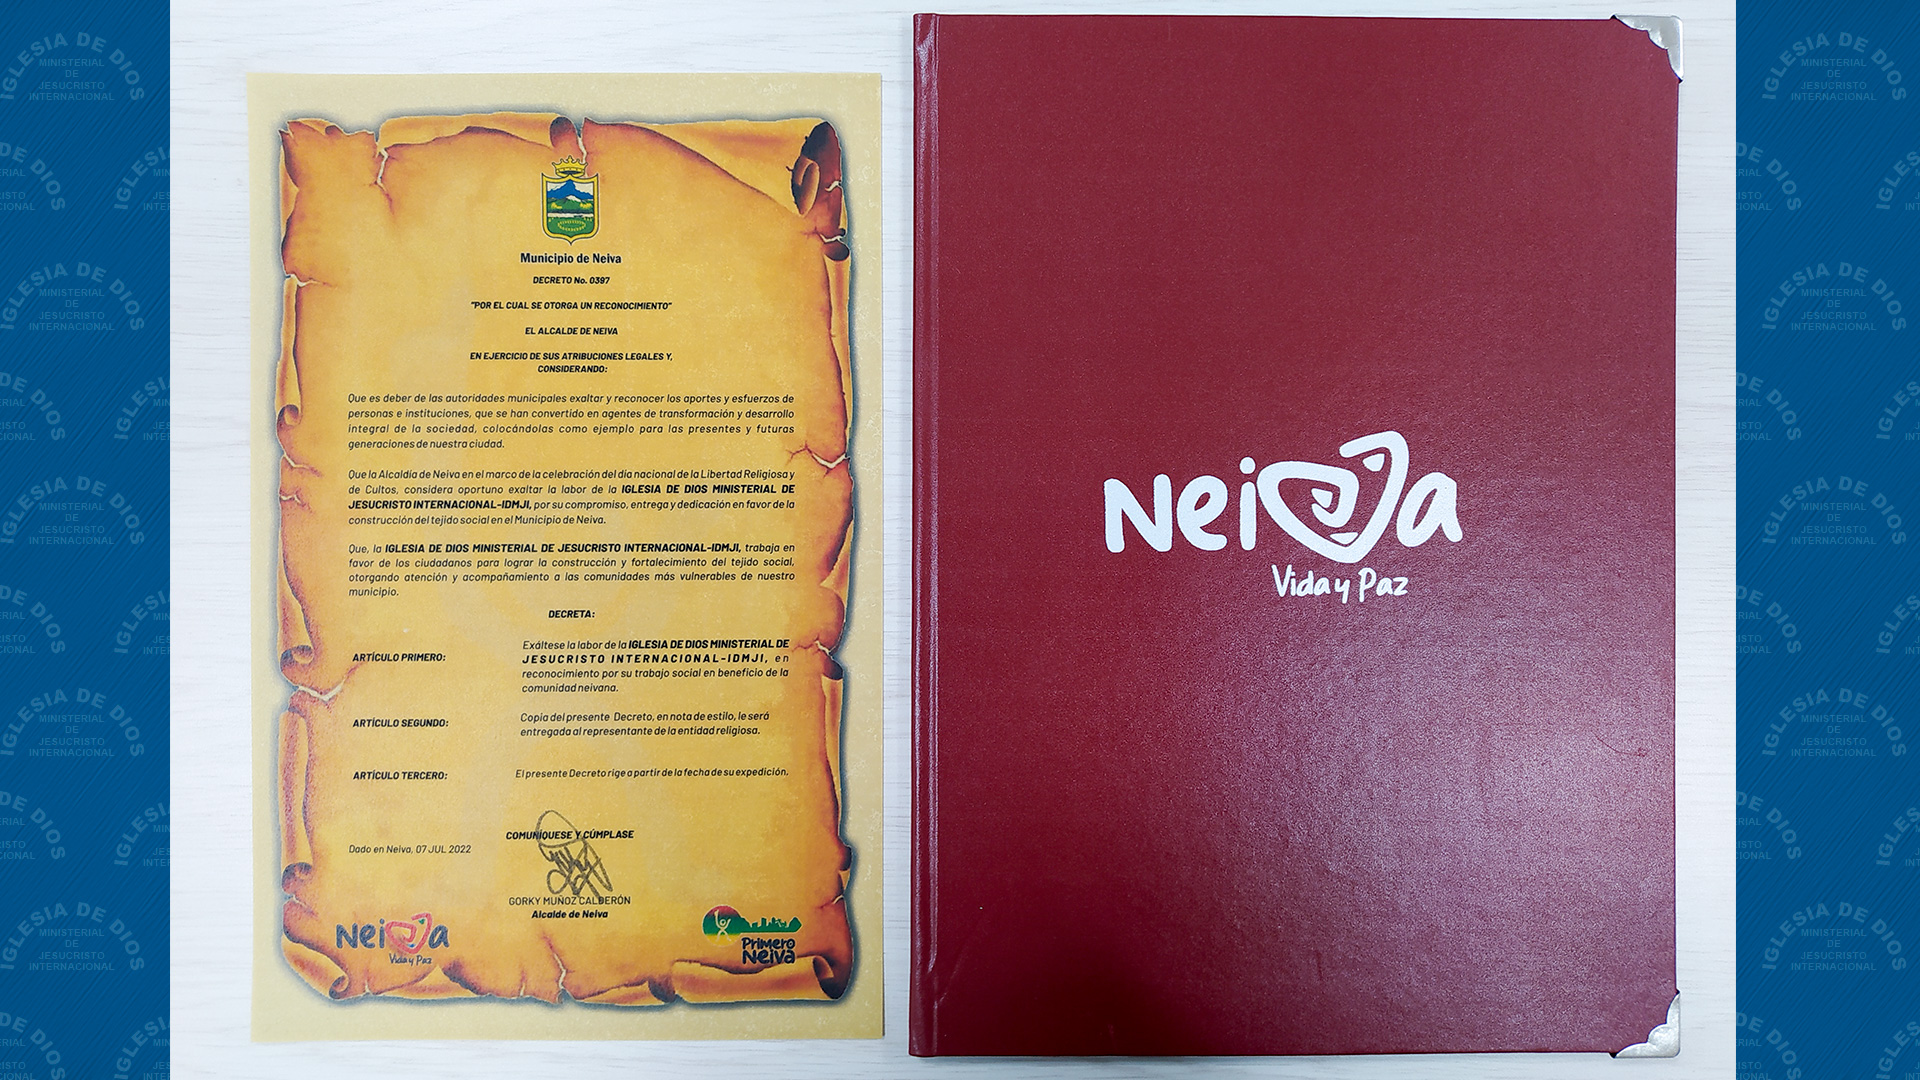 Municipio de Neiva
DECRETO No. 0397
"POR EL CUAL SE OTORGA UN RECONOCIMIENTO"
EL ALCALDE DE NEIVA
EN EJERCICIO DE SUS ATRIBUCIONES LEGALES Y,
CONSIDERANDO:
Que es deber de las autoridades municipales exaltar y reconocer los aportes y esfuerzos de
personas e instituciones, que se han convertido en agentes de transformación y desarrollo
integral de la sociedad, colocándolas como ejemplo para las presentes y futuras
generaciones de nuestra ciudad.
Que la Alcaldía de Neiva en el marco de la celebración del día nacional de la Libertad Religiosa y
de Cultos, considera oportuno exaltar la labor de la IGLESIA DE DIOS MINISTERIAL DE
JESUCRISTO INTERNACIONAL-IDMJI, por su compromiso, entrega y dedicación en favor de la
construcción del tejido social en el Municipio de Neiva.
Que, la IGLESIA DE DIOS MINISTERIAL DE JESUCRISTO INTERNACIONAL-IDMJI, trabaja en
favor de los ciudadanos para lograr la construcción y fortalecimiento del tejido social,
otorgando atención y acompañamiento a las comunidades más vulnerables de nuestro
municipio.
DECRETA:
ARTÍCULO PRIMERO:
Exáltese la labor de la IGLESIA DE DIOS MINISTERIAL DE
JESUCRISTO INTERNACIONAL-IDMJI, en
reconocimiento por su trabajo social en beneficio de la
comunidad neivana.
ARTÍCULO SEGUNDO:
Copia del presente Decreto, en nota de estilo, le será
entregada al representante de la entidad religiosa.
ARTÍCULO TERCERO:
El presente Decreto rige a partir de la fecha de su expedición.
COMUNÍQUESE Y CÚMPLASE
Dado en Neiva, 07 JUL 2022
GORKY MUÑOZ CALDERÓN
Alcalde de Neiva
Neiva
Vida y Paz
Primero
Neiva
Neiva
Vida y Paz
IGLESIA DE DIOS
MINISTERIAL
DE
JESUCRISTO
INTERNACIONAL